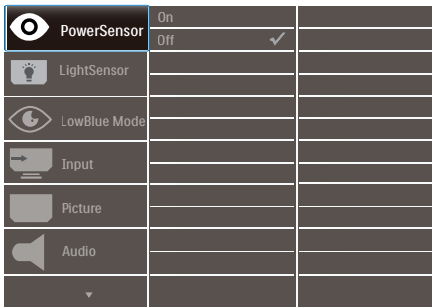 PowerSensor
On
Off
LightSensor
LowBlue Mode
Input
Picture
Audio